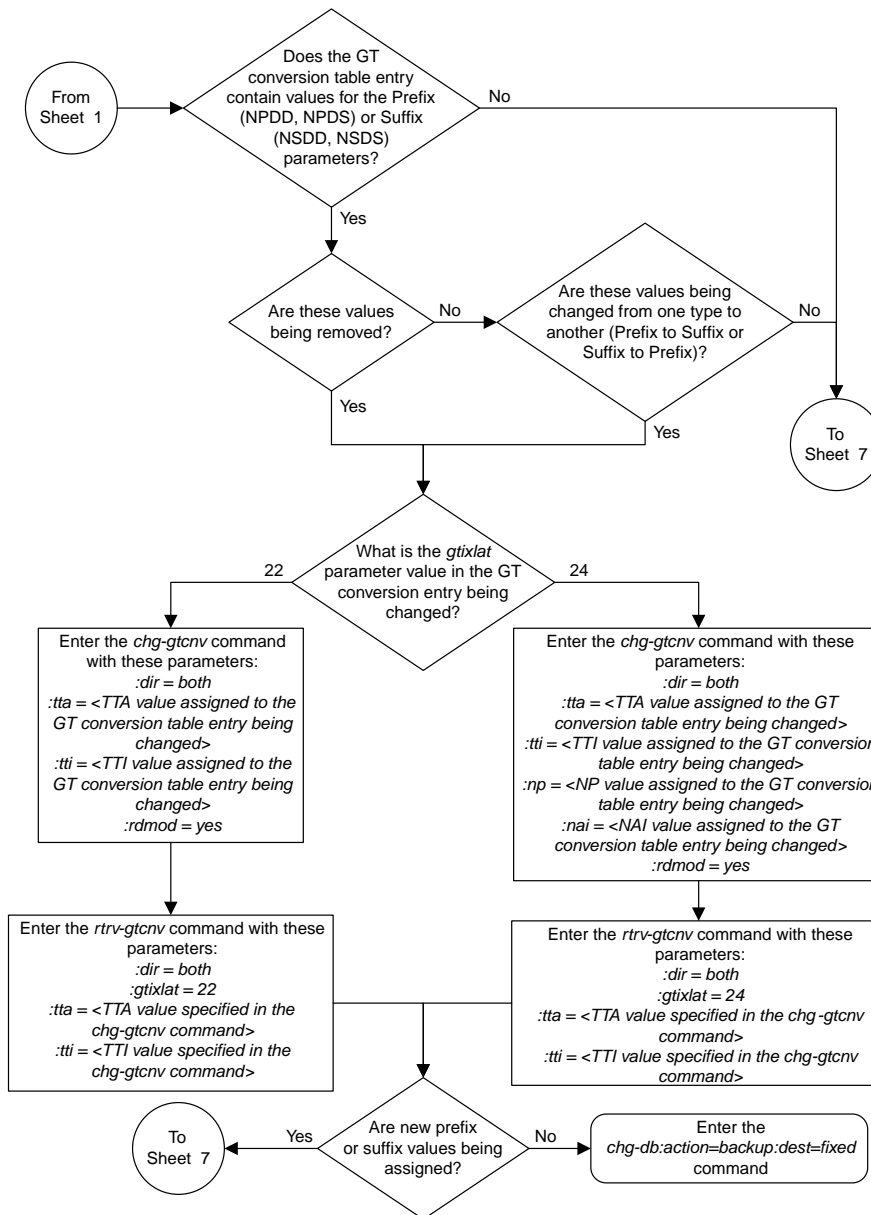 Does the GT
conversion table entry
contain values for the Prefix
(NPDD, NPDS) or Suffix
(NSDD, NSDS)
parameters?
From
Sheet 1
No
Yes
Are these values
being removed?
No
Are these values being
changed from one type to
another (Prefix to Suffix or
Suffix to Prefix)?
No
Yes
Yes
To
Sheet 7
What is the gtixlat
parameter value in the GT
conversion entry being
changed?
22
24
Enter the chg-gtcnv command
with these parameters:
:dir = both
:tta = <TTA value assigned to the
GT conversion table entry being
changed>
:tti = <TTI value assigned to the
GT conversion table entry being
changed>
:rdmod = yes
Enter the chg-gtcnv command with these
parameters:
:dir = both
:tta = <TTA value assigned to the GT
conversion table entry being changed>
:tti = <TTI value assigned to the GT conversion
table entry being changed>
:np = <NP value assigned to the GT conversion
table entry being changed>
:nai = <NAI value assigned to the GT
conversion table entry being changed>
:rdmod = yes
Enter the rtrv-gtcnv command with these
parameters:
:dir = both
:gtixlat = 22
:tta = <TTA value specified in the
chg-gtcnv command>
:tti = <TTI value specified in the
chg-gtcnv command>
Enter the rtrv-gtcnv command with these
parameters:
:dir = both
:gtixlat = 24
:tta = <TTA value specified in the chg-gtcnv
command>
:tti = <TTI value specified in the chg-gtcnv
command>
To
Sheet 7
Yes
Are new prefix
or suffix values being
assigned?
No
Enter the
chg-db:action=backup:dest=fixed
command